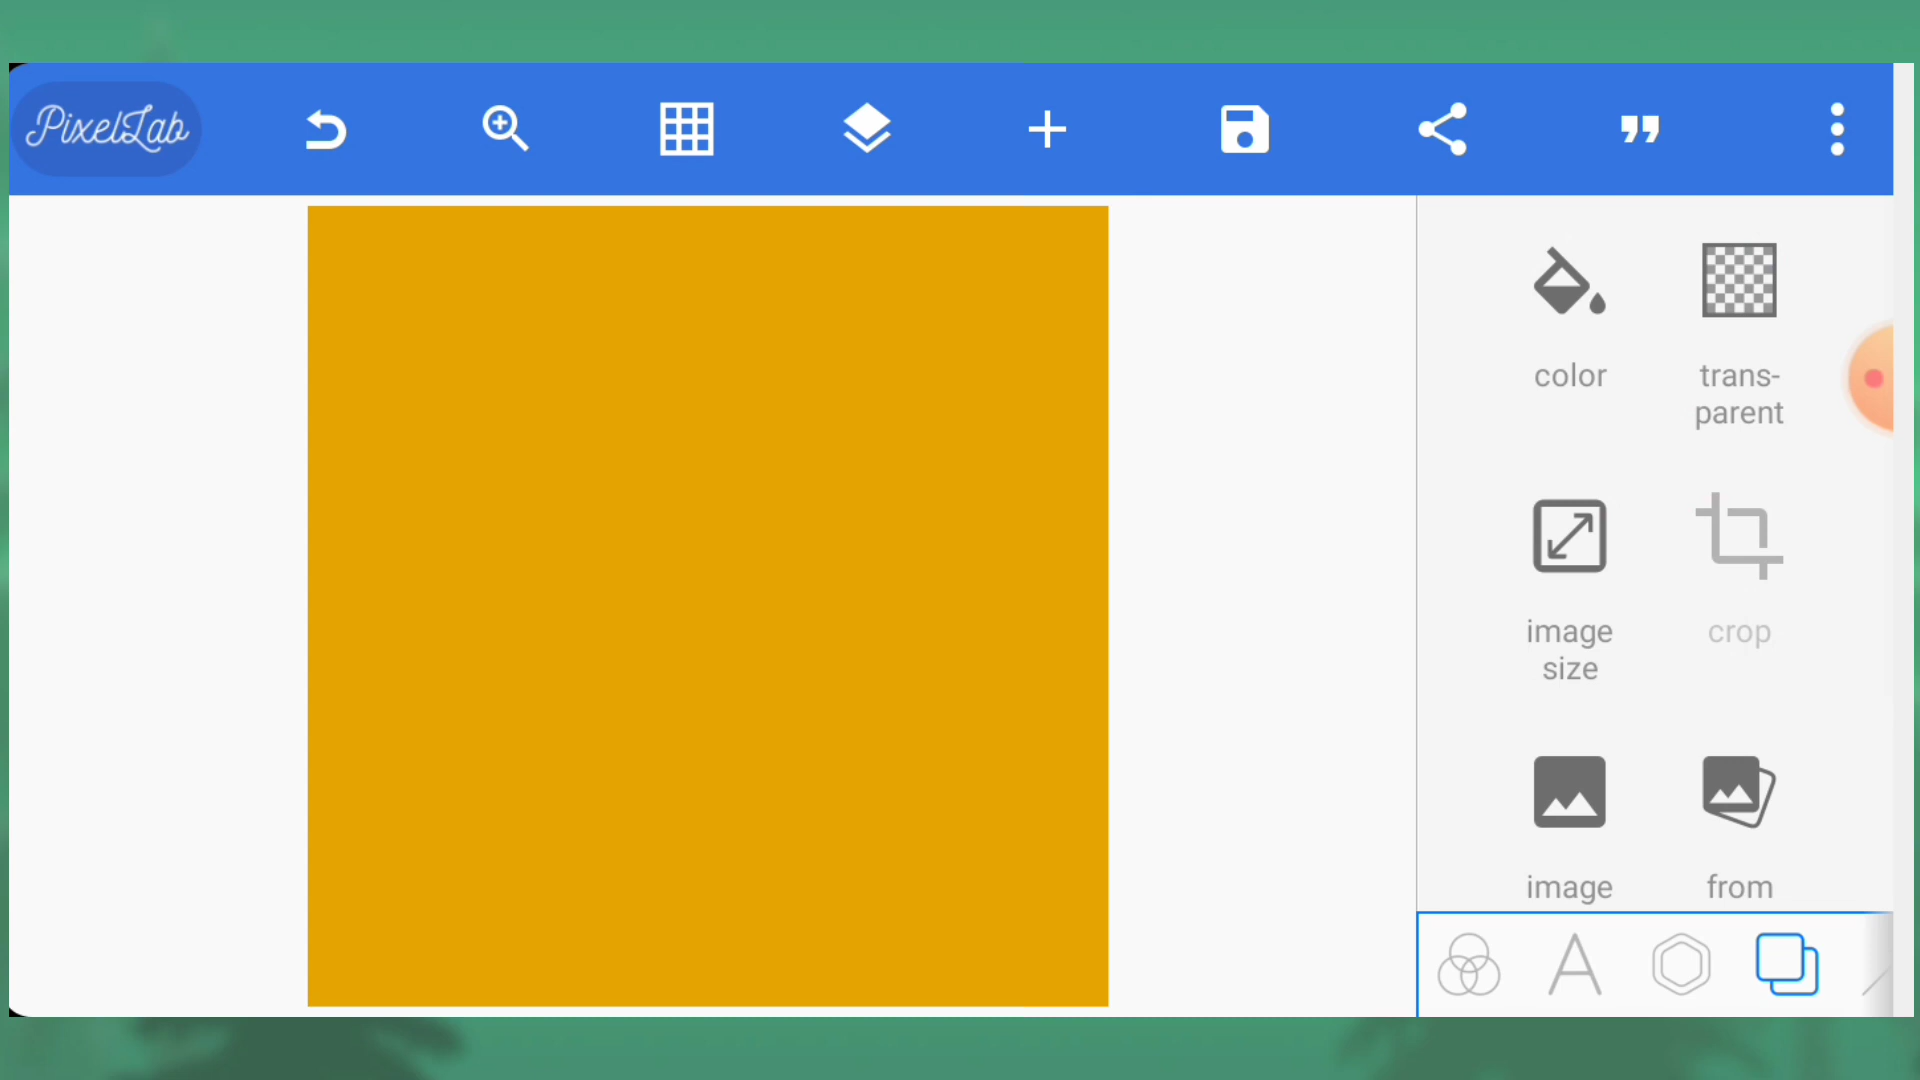 PixelLab
color
trans-
parent
image
size
crop
image
from